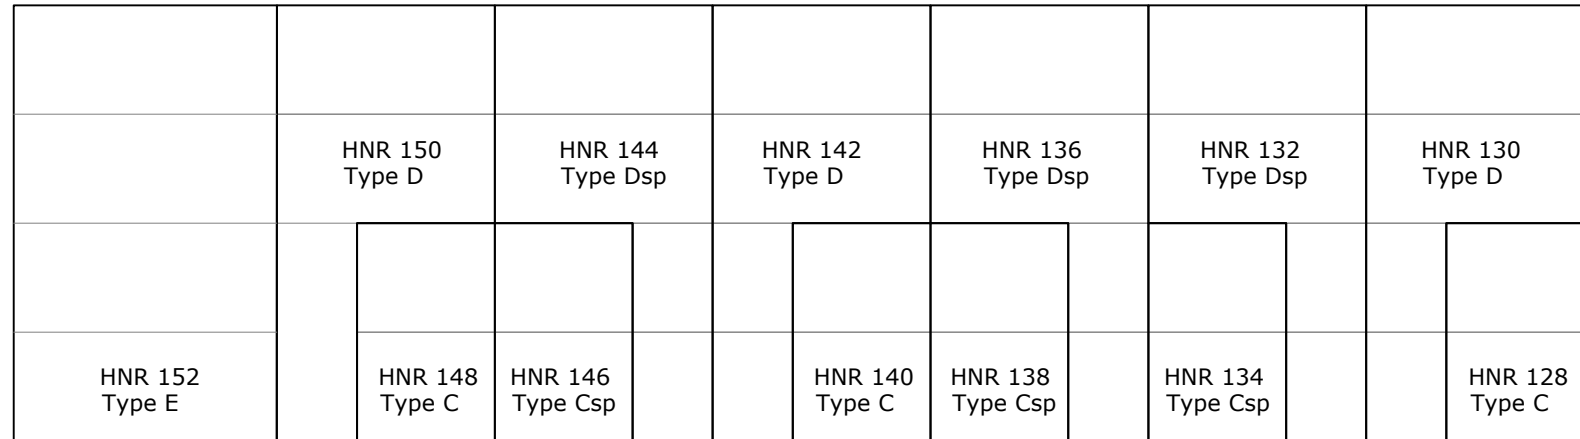 HNR 150
Type D
HNR 144
Type Dsp
HNR 142
Type D
HNR 136
Type Dsp
HNR 132
Type Dsp
HNR 130
Type D
HNR 152
Type E
HNR 148
Type C
HNR 146
Type Csp
HNR 140
Type C
HNR 138
Type Csp
HNR 134
Type Csp
HNR 128
Type C